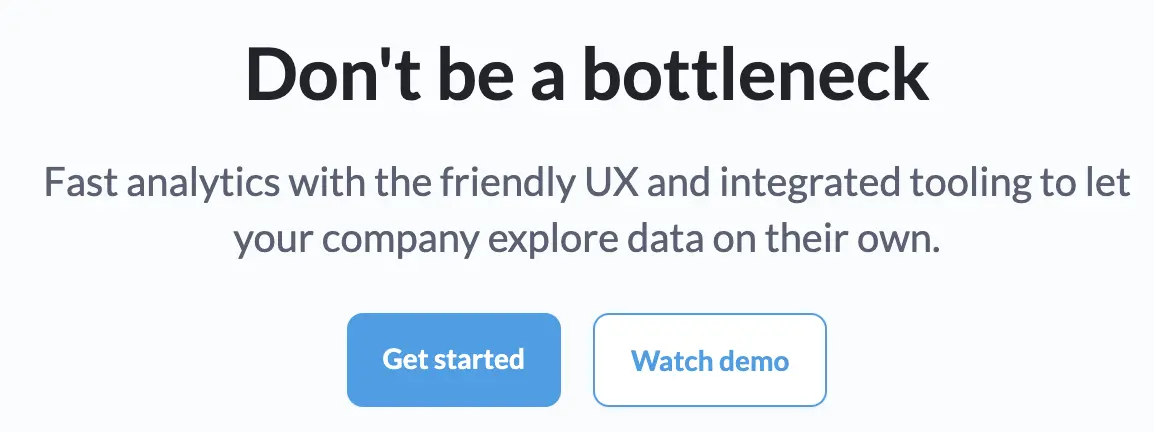 Don't be a bottleneck
Fast analytics with the friendly UX and integrated tooling to let
your company explore data on their own.
Get started
Watch demo